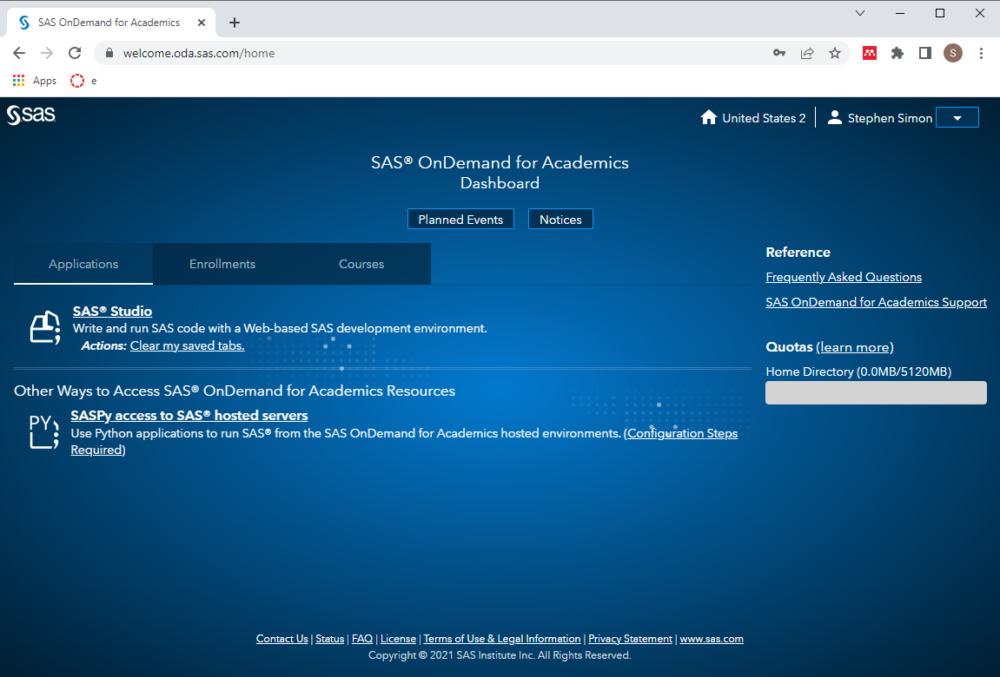 SAS OnDemand for Academics
welcome.oda.sas.com/home
S
Apps
e
sas
United States 2
Stephen Simon
SAS® OnDemand for Academics
Dashboard
Planned Events
Notices
Applications
Enrollments
Courses
SAS® Studio
Write and run SAS code with a Web-based SAS development environment.
Actions: Clear my saved tabs.
Other Ways to Access SAS® OnDemand for Academics Resources
PY
SASPy access to SAS® hosted servers
Use Python applications to run SAS® from the SAS OnDemand for Academics hosted environments. (Configuration Steps
Required)
Reference
Frequently Asked Questions
SAS OnDemand for Academics Support
Quotas (learn more)
Home Directory (0.0MB/5120MB)
Contact Us | Status | FAQ | License | Terms of Use & Legal Information | Privacy Statement | www.sas.com
Copyright © 2021 SAS Institute Inc. All Rights Reserved.